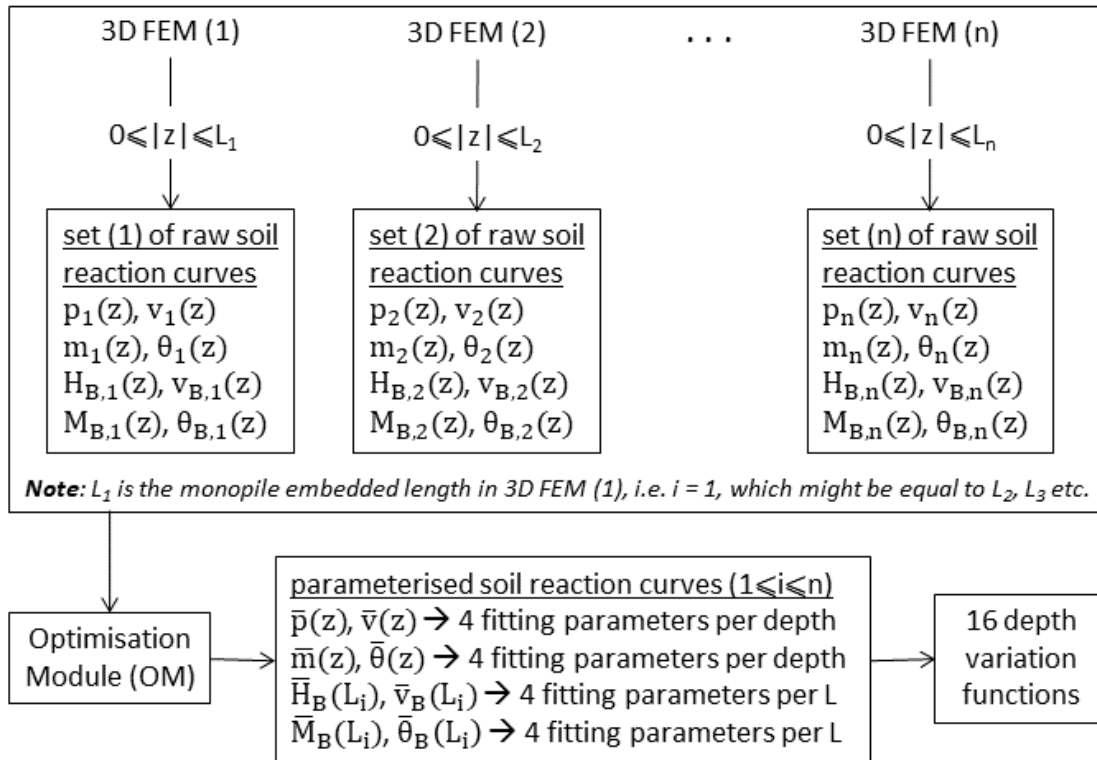 3D FEM (1)
3D FEM (2)
. . .
3D FEM (n)
0⩽|z|⩽L₁
0⩽|z|⩽L₂
0⩽|z|⩽Lₙ
set (1) of raw soil
reaction curves
p₁(z), v₁(z)
m₁(z), θ₁(z)
H_B,1(z), v_B,1(z)
M_B,1(z), θ_B,1(z)
set (2) of raw soil
reaction curves
p₂(z), v₂(z)
m₂(z), θ₂(z)
H_B,2(z), v_B,2(z)
M_B,2(z), θ_B,2(z)
set (n) of raw soil
reaction curves
pₙ(z), vₙ(z)
mₙ(z), θₙ(z)
H_B,n(z), v_B,n(z)
M_B,n(z), θ_B,n(z)
Note: L₁ is the monopile embedded length in 3D FEM (1), i.e. i = 1, which might be equal to L₂, L₃ etc.
Optimisation
Module (OM)
parameterised soil reaction curves (1⩽i⩽n)
p̅(z), v̅(z) → 4 fitting parameters per depth
m̅(z), θ̅(z) → 4 fitting parameters per depth
H̅_B(L_i), v̅_B(L_i) → 4 fitting parameters per L
M̅_B(L_i), θ̅_B(L_i) → 4 fitting parameters per L
16 depth
variation
functions